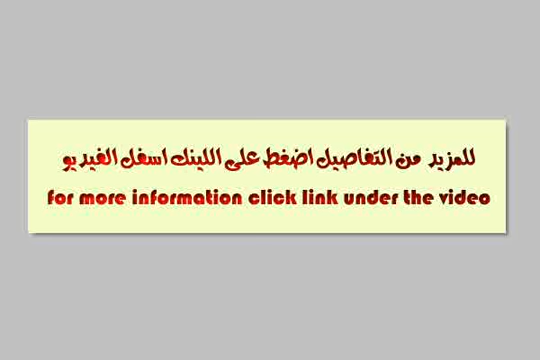 للمزيد من التفاصيل اضغط على اللينك اسفل الفيديو
for more information click link under the video